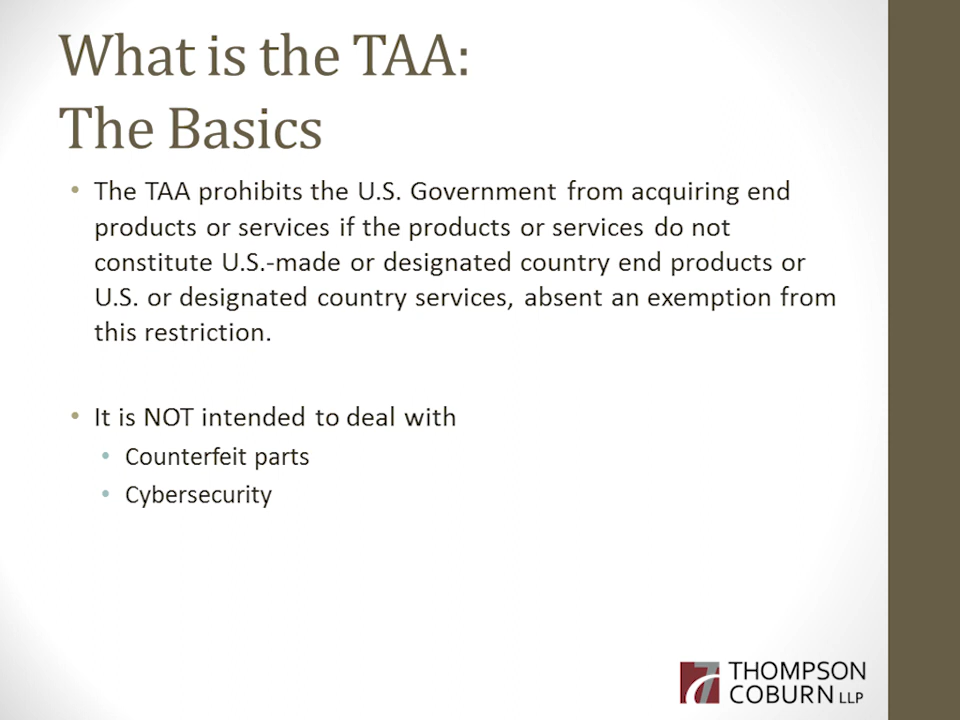 What is the TAA:
The Basics
• The TAA prohibits the U.S. Government from acquiring end
products or services if the products or services do not
constitute U.S.-made or designated country end products or
U.S. or designated country services, absent an exemption from
this restriction.
• It is NOT intended to deal with
• Counterfeit parts
• Cybersecurity
THOMPSON
COBURN LLP